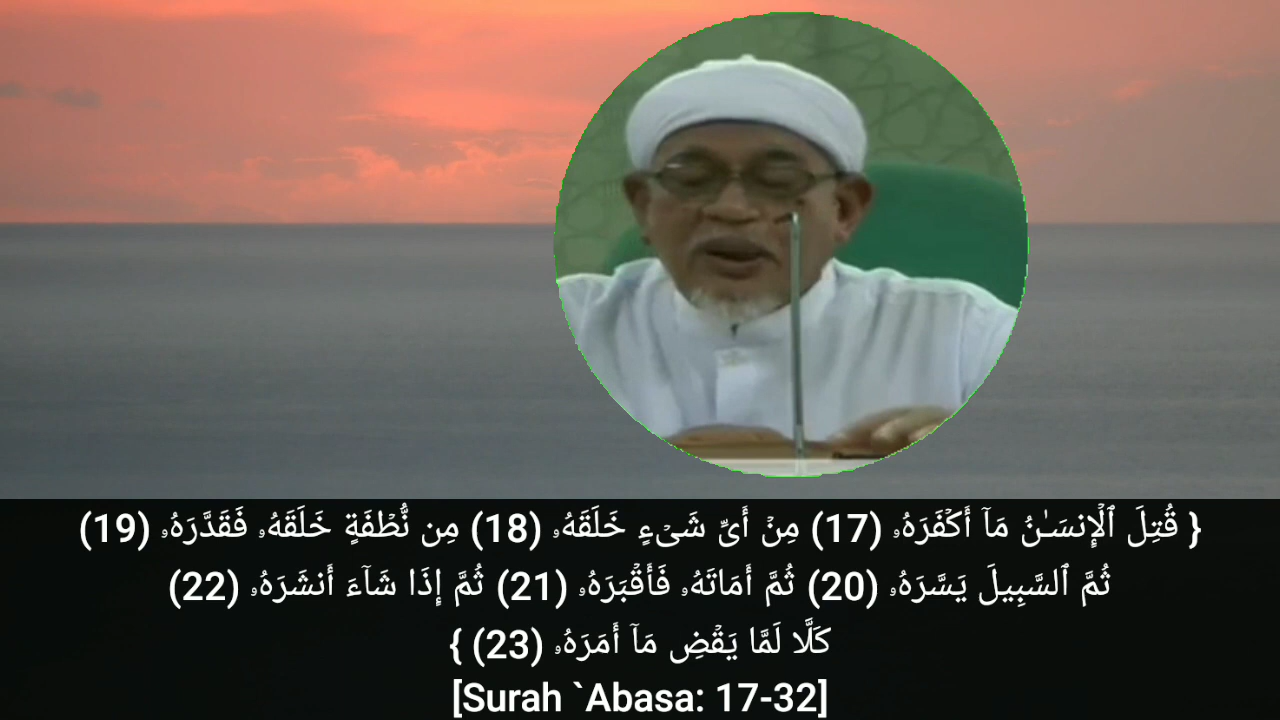 { قُتِلَ ٱلْإِنسَـٰنُ مَآ أَكْفَرَهُۥ (17) مِنْ أَىِّ شَىْءٍ خَلَقَهُۥ (18) مِن نُّطْفَةٍ خَلَقَهُۥ فَقَدَّرَهُۥ (19)
ثُمَّ ٱلسَّبِيلَ يَسَّرَهُۥ (20) ثُمَّ أَمَاتَهُۥ فَأَقْبَرَهُۥ (21) ثُمَّ إِذَا شَآءَ أَنشَرَهُۥ (22)
كَلَّا لَمَّا يَقْضِ مَآ أَمَرَهُۥ (23) }
[Surah `Abasa: 17-32]